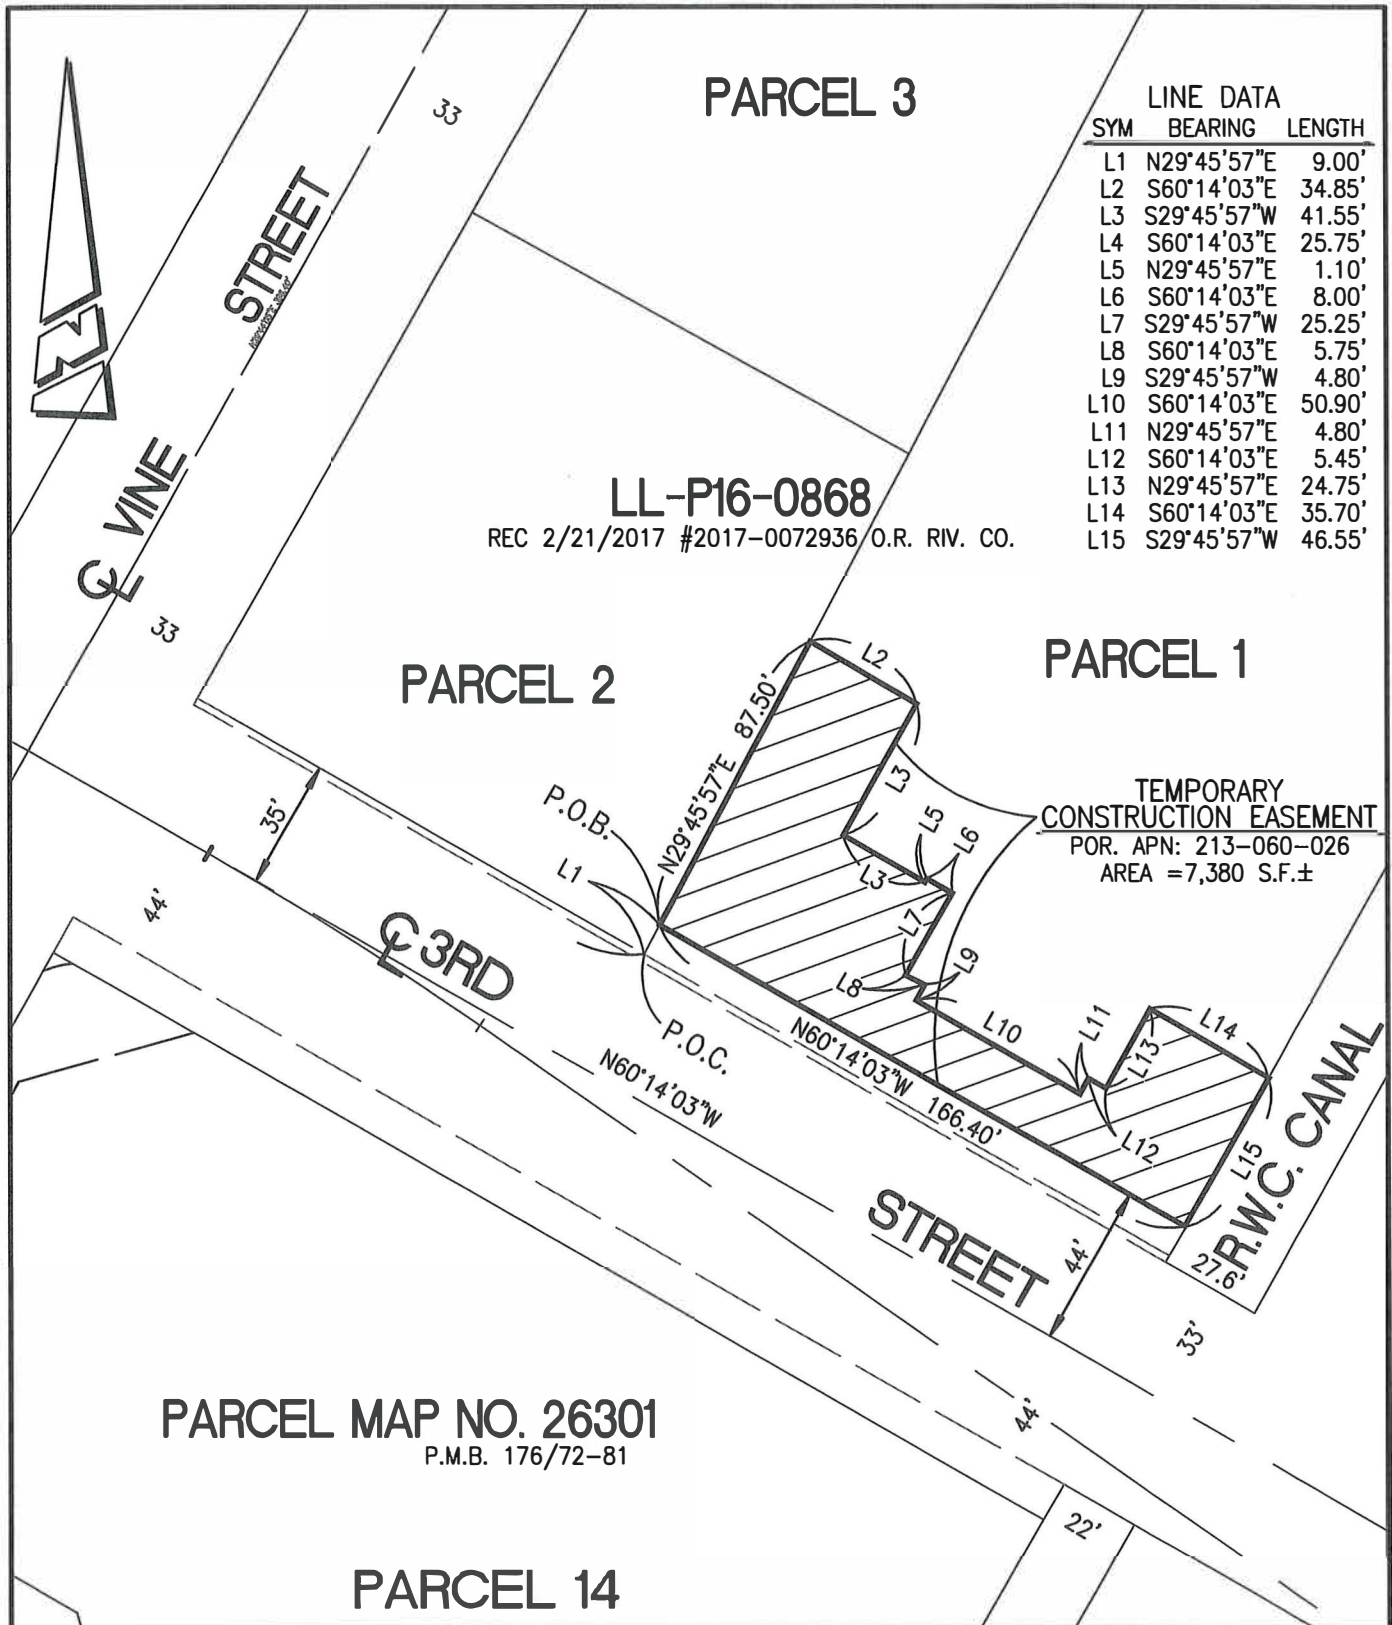 PARCEL 3
33
STREET
LINE DATA
SYM BEARING LENGTH
L1 N29°45'57"E 9.00'
L2 S60°14'03"E 34.85'
L3 S29°45'57"W 41.55'
L4 S60°14'03"E 25.75'
L5 N29°45'57"E 1.10'
L6 S60°14'03"E 8.00'
L7 S29°45'57"W 25.25'
L8 S60°14'03"E 5.75'
L9 S29°45'57"W 4.80'
L10 S60°14'03"E 50.90'
L11 N29°45'57"E 4.80'
L12 S60°14'03"E 5.45'
L13 N29°45'57"E 24.75'
L14 S60°14'03"E 35.70'
L15 S29°45'57"W 46.55'
℄ VINE
LL-P16-0868
REC 2/21/2017 #2017-0072936 O.R. RIV. CO.
33
PARCEL 2
PARCEL 1
L2
N29°45'57"E 87.50'
L3
L5
L6
L3
TEMPORARY
CONSTRUCTION EASEMENT
POR. APN: 213-060-026
AREA =7,380 S.F.±
P.O.B.
L1
35'
44'
℄ 3RD
L7
L8
L9
L10
L11
L13
L14
L12
L15
P.O.C.
N60°14'03"W
N60°14'03"W 166.40'
R.W.C. CANAL
STREET
44'
27.6'
33'
44'
PARCEL MAP NO. 26301
P.M.B. 176/72-81
22'
PARCEL 14